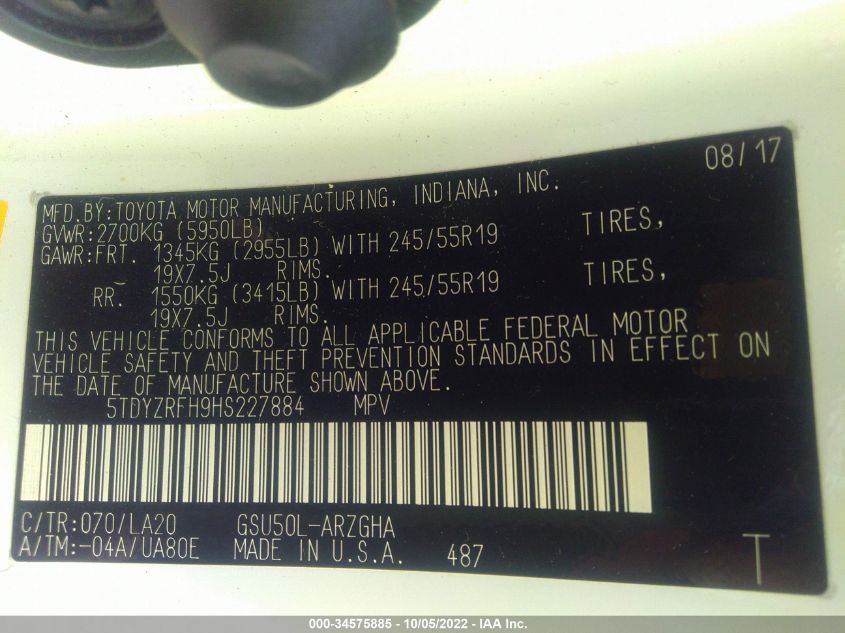 08/17
MFD.BY:TOYOTA MOTOR MANUFACTURING, INDIANA, INC.
GVWR:2700KG (5950LB)
GAWR:FRT. 1345KG (2955LB) WITH 245/55R19 TIRES,
19X7.5J RIMS.
RR. 1550KG (3415LB) WITH 245/55R19 TIRES,
19X7.5J RIMS.
THIS VEHICLE CONFORMS TO ALL APPLICABLE FEDERAL MOTOR
VEHICLE SAFETY AND THEFT PREVENTION STANDARDS IN EFFECT ON
THE DATE OF MANUFACTURE SHOWN ABOVE.
5TDYZRFH9HS227884 MPV
C/TR:070/LA20 GSU50L-ARZGHA
A/TM:-04A/UA80E MADE IN U.S.A. 487 T
000-34575885 - 10/05/2022 - IAA Inc.